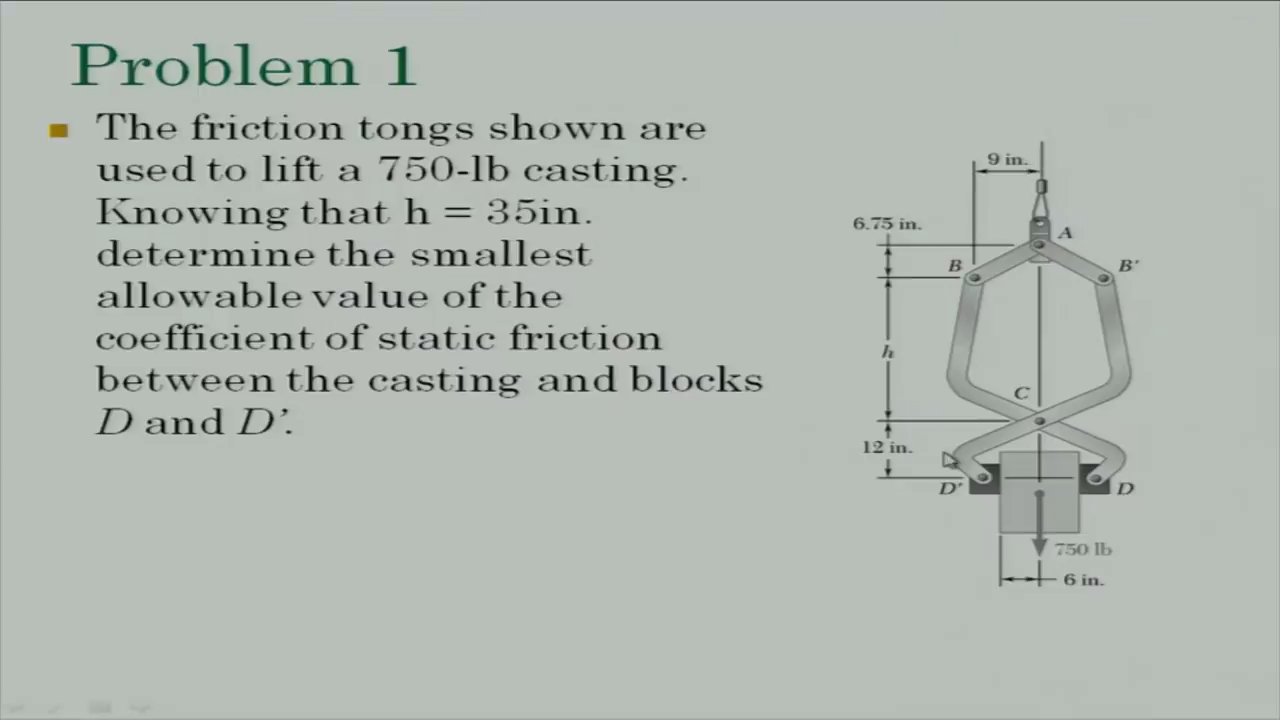 Problem 1
The friction tongs shown are
used to lift a 750-lb casting.
Knowing that h = 35in.
determine the smallest
allowable value of the
coefficient of static friction
between the casting and blocks
D and D’.
9 in.
6.75 in.
A
B
B'
h
C
12 in.
D'
D
750 lb
6 in.